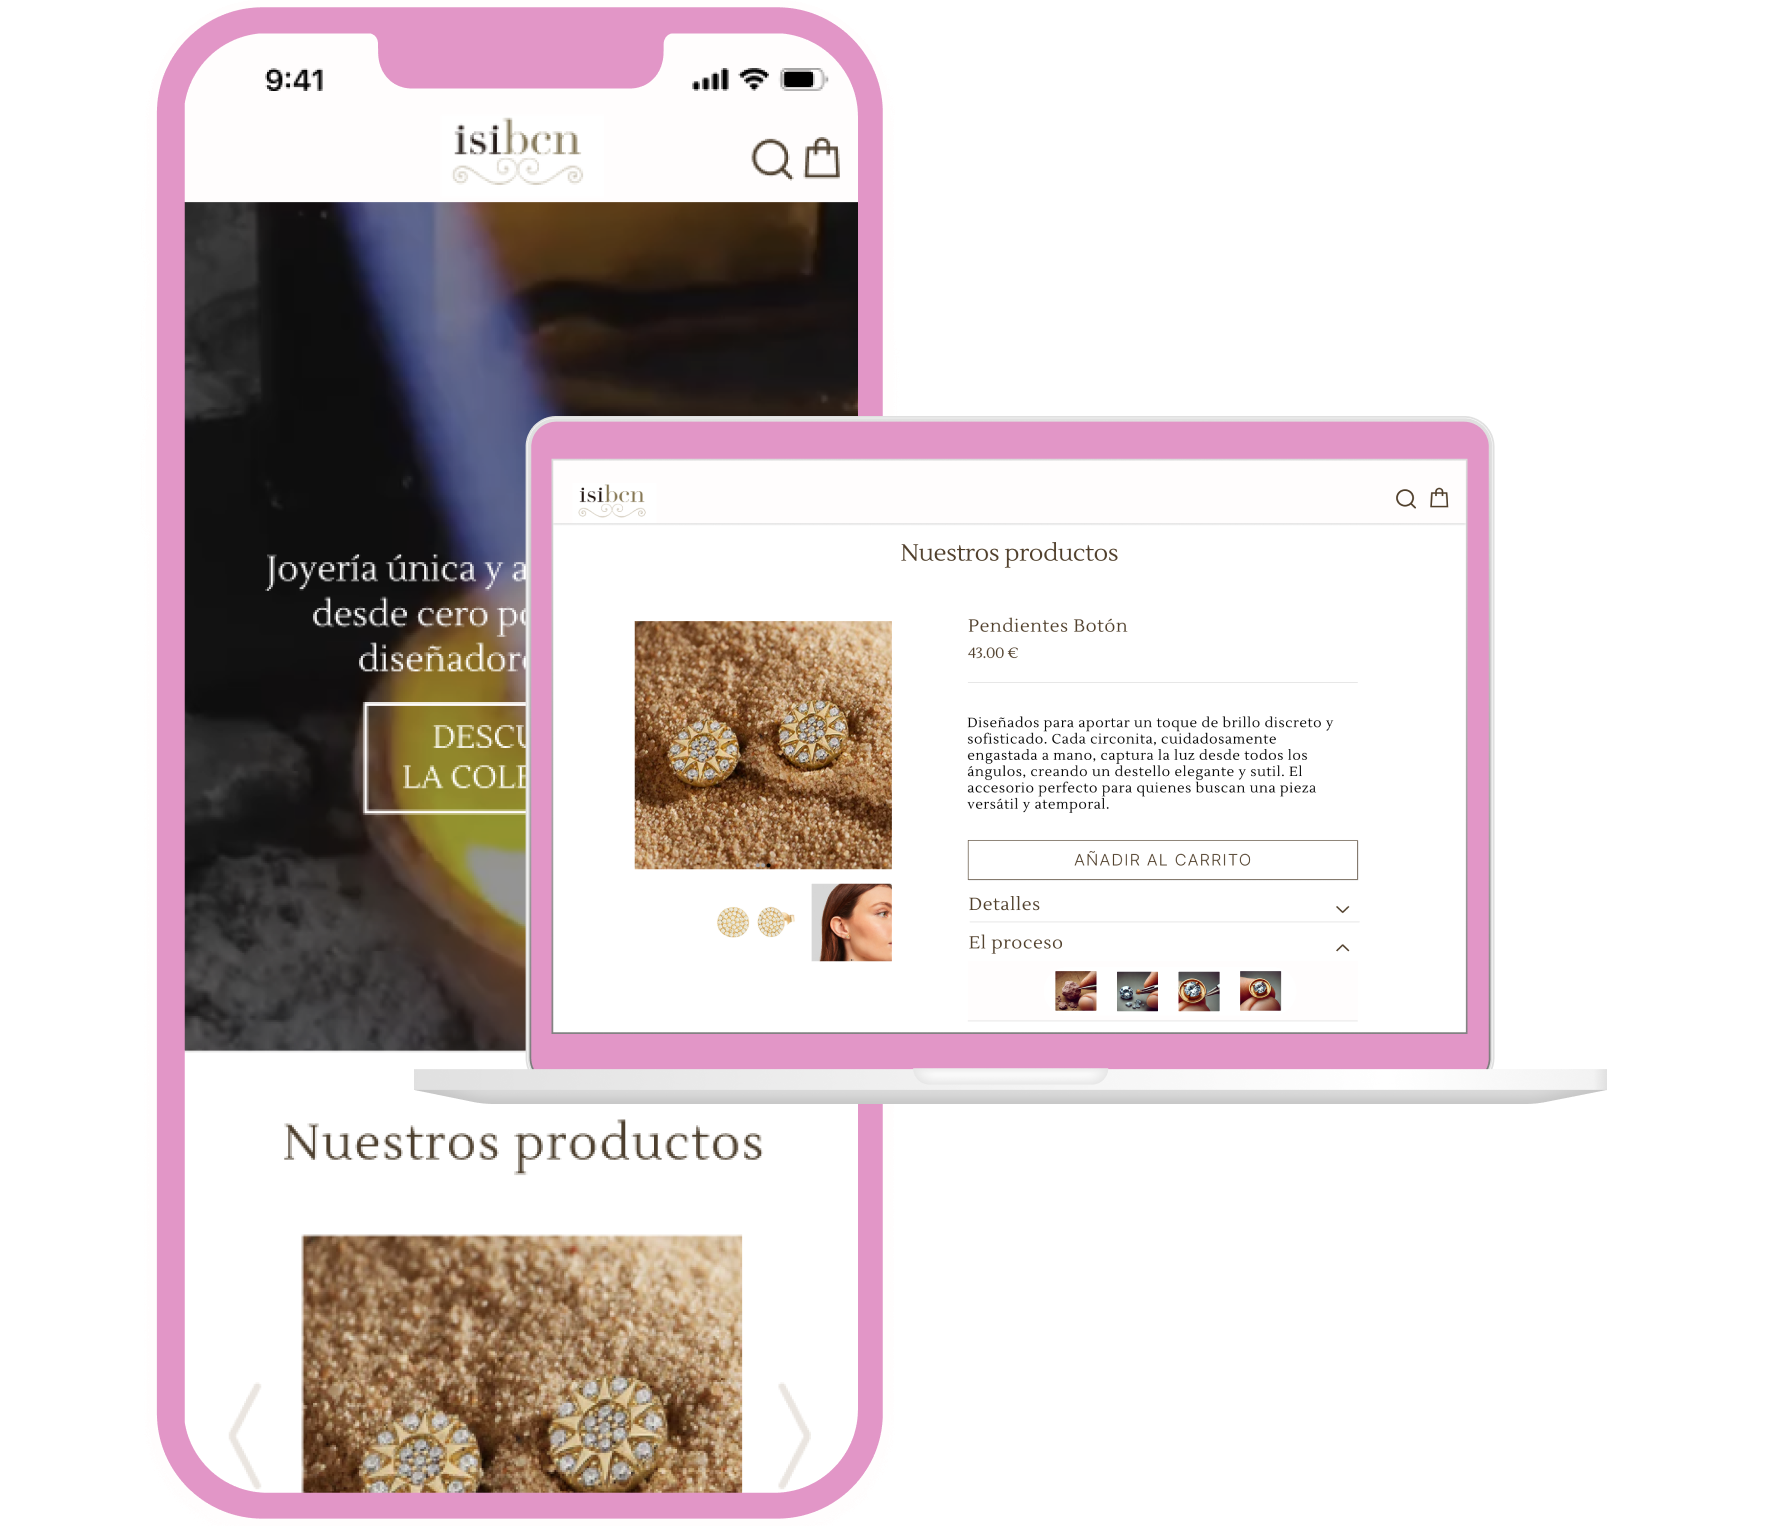 9:41
isibcn
Joyería única y a
desde cero po
diseñador
DESCU
LA COLE
Nuestros productos
isibcn
Nuestros productos
Pendientes Botón
43.00 €
Diseñados para aportar un toque de brillo discreto y
sofisticado. Cada circonita, cuidadosamente
engastada a mano, captura la luz desde todos los
ángulos, creando un destello elegante y sutil. El
accesorio perfecto para quienes buscan una pieza
versátil y atemporal.
AÑADIR AL CARRITO
Detalles
El proceso